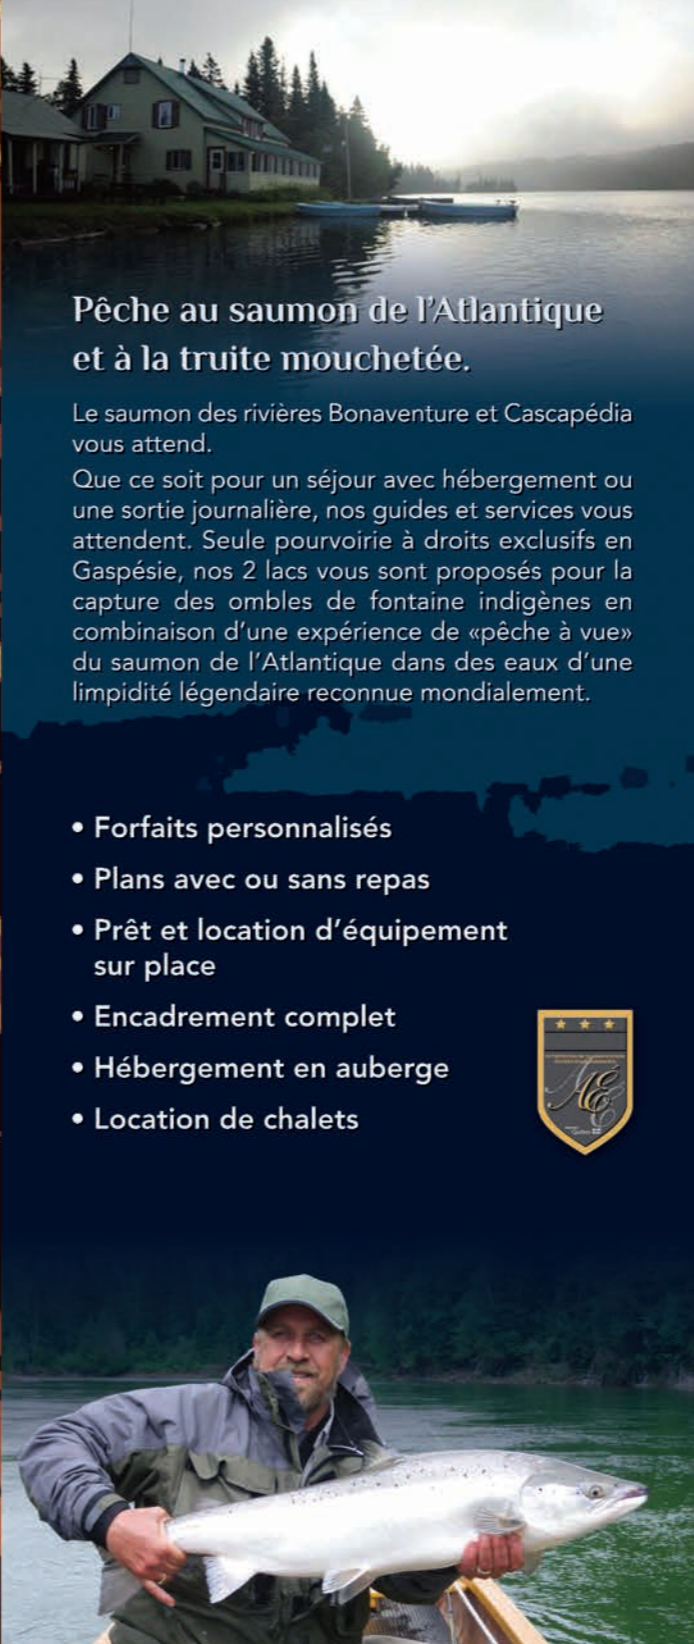 Pêche au saumon de l'Atlantique
et à la truite mouchetée.
Le saumon des rivières Bonaventure et Cascapédia
vous attend.
Que ce soit pour un séjour avec hébergement ou
une sortie journalière, nos guides et services vous
attendent. Seule pourvoirie à droits exclusifs en
Gaspésie, nos 2 lacs vous sont proposés pour la
capture des ombles de fontaine indigènes en
combinaison d'une expérience de «pêche à vue»
du saumon de l'Atlantique dans des eaux d'une
limpidité légendaire reconnue mondialement.
• Forfaits personnalisés
• Plans avec ou sans repas
• Prêt et location d'équipement
sur place
• Encadrement complet
• Hébergement en auberge
• Location de chalets
AE
Québec